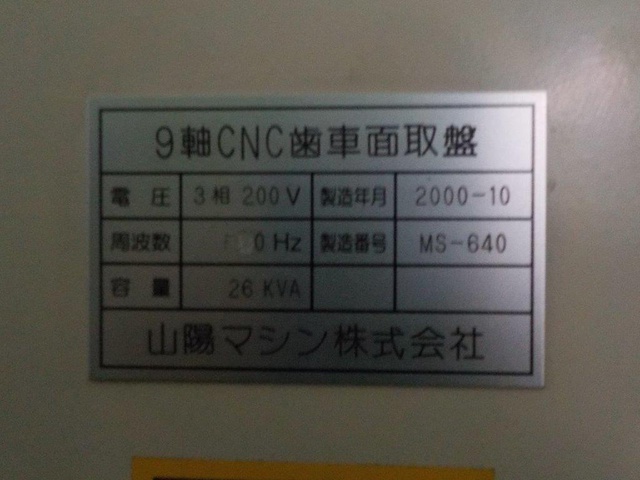 9軸CNC歯車面取盤
電圧 3相 200V 製造年月 2000-10
周波数 0 Hz 製造番号 MS-640
容量 26 KVA
山陽マシン株式会社